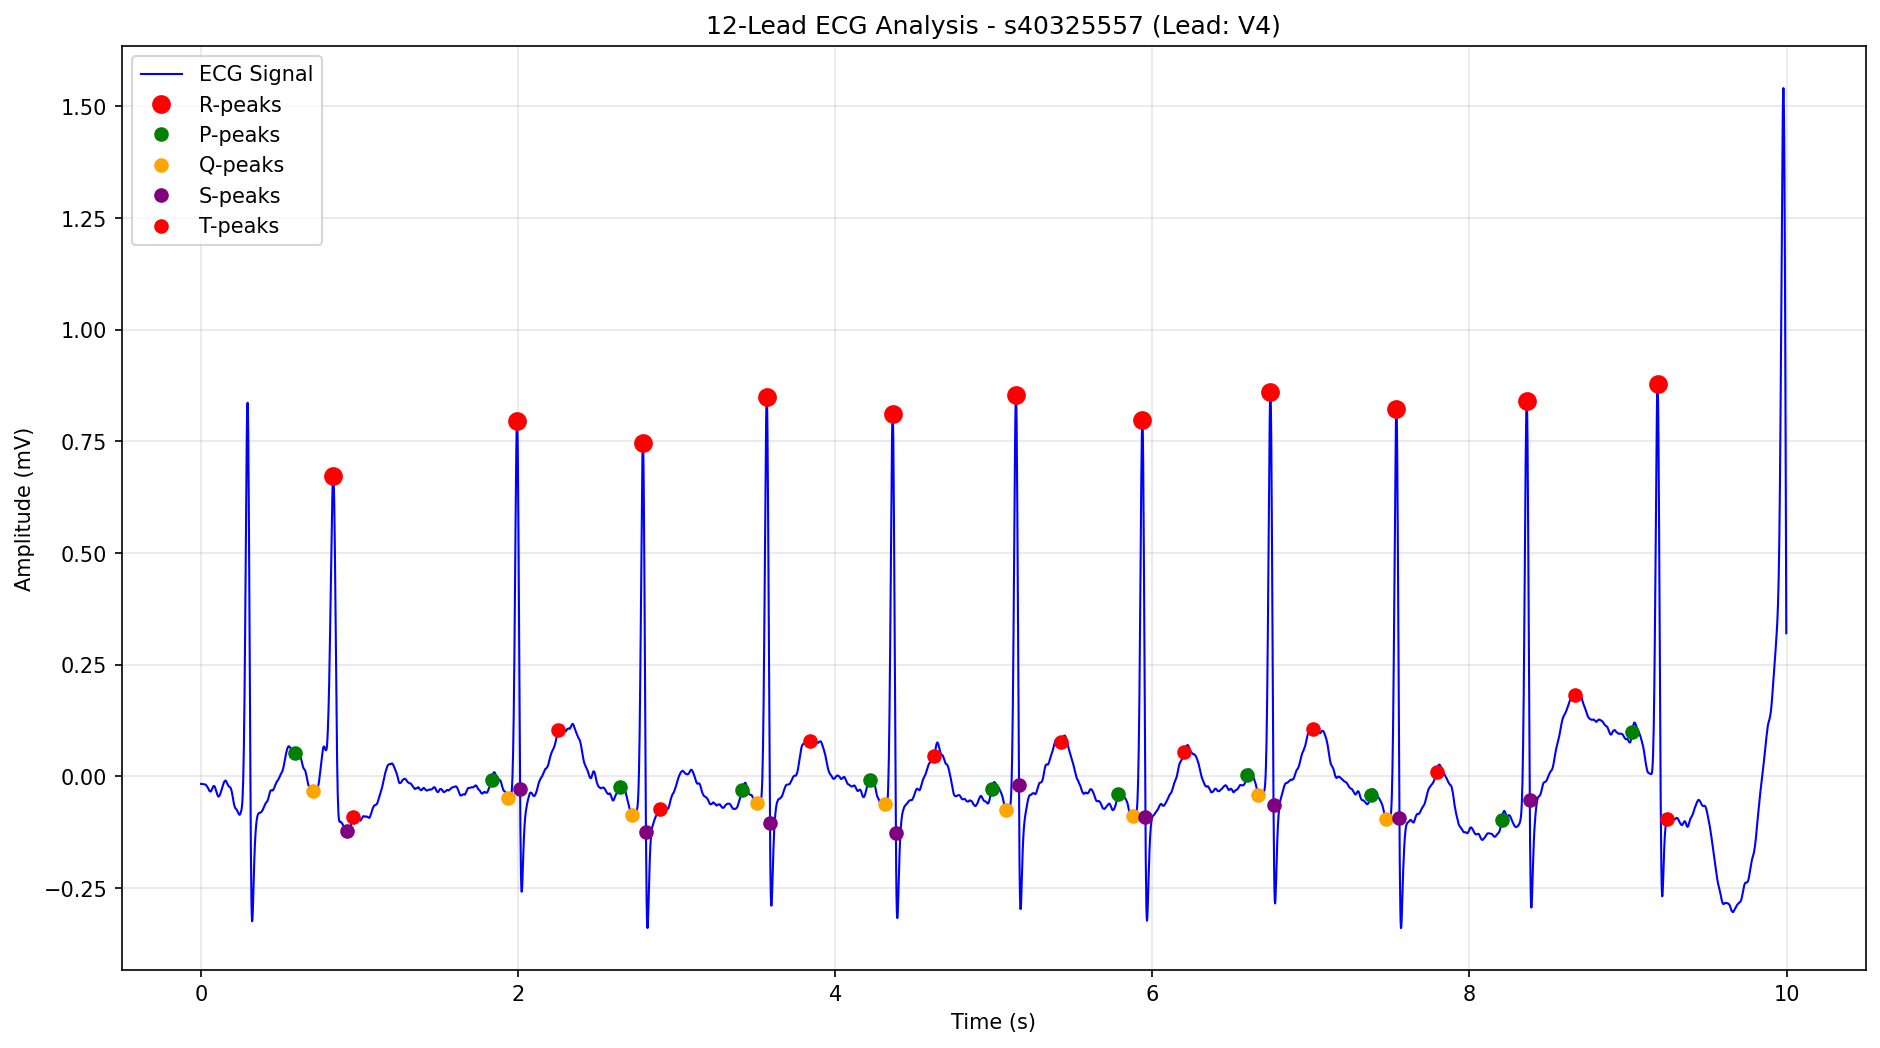 12-Lead ECG Analysis - s40325557 (Lead: V4)
ECG Signal
R-peaks
P-peaks
Q-peaks
S-peaks
T-peaks
Amplitude (mV)
1.50
1.25
1.00
0.75
0.50
0.25
0.00
−0.25
0 2 4 6 8 10
Time (s)